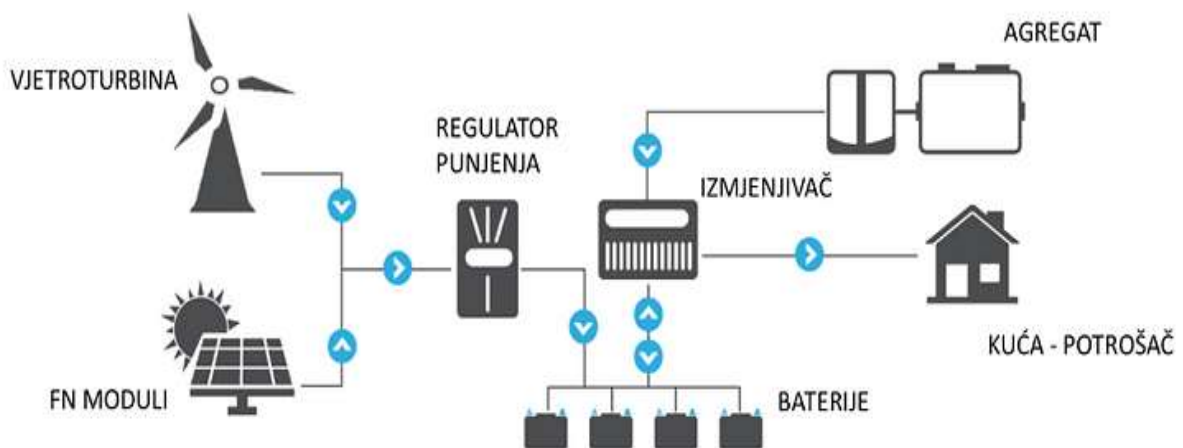 AGREGAT
VJETROTURBINA
REGULATOR
PUNJENJA
IZMJENJIVAČ
KUĆA - POTROŠAČ
FN MODULI
BATERIJE